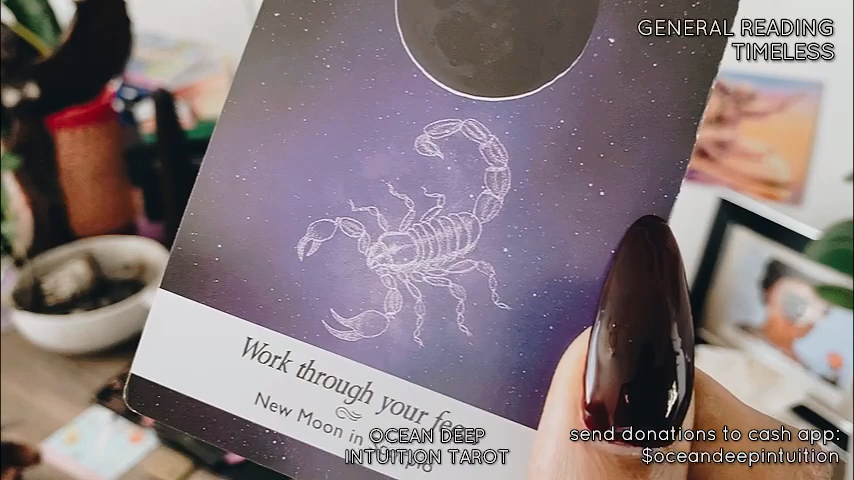 GENERAL READING
TIMELESS
Work through your
New Moon in
OCEAN DEEP
INTUITION TAROT
send donations to cash app:
$oceandeepintuition